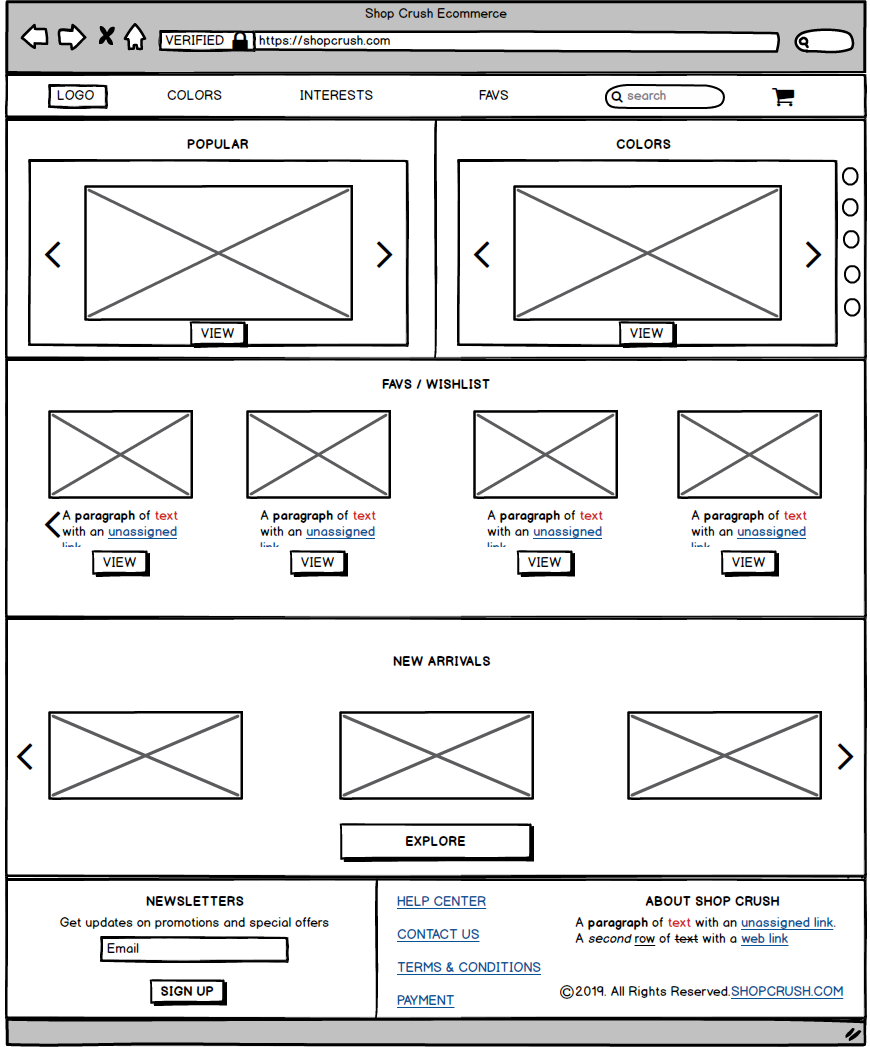 Shop Crush Ecommerce
VERIFIED https://shopcrush.com
LOGO COLORS INTERESTS FAVS search
POPULAR
VIEW
COLORS
VIEW
FAVS / WISHLIST
A paragraph of text
with an unassigned
link.
VIEW
A paragraph of text
with an unassigned
link.
VIEW
A paragraph of text
with an unassigned
link.
VIEW
A paragraph of text
with an unassigned
link.
VIEW
NEW ARRIVALS
EXPLORE
NEWSLETTERS
Get updates on promotions and special offers
Email
SIGN UP
HELP CENTER
CONTACT US
TERMS & CONDITIONS
PAYMENT
ABOUT SHOP CRUSH
A paragraph of text with an unassigned link.
A second row of text with a web link
©2019. All Rights Reserved.SHOPCRUSH.COM